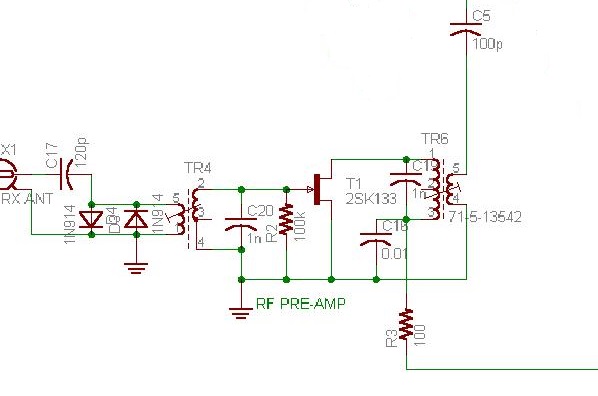 C5
100p
X1
RX ANT
C17
120p
1N914
D3
D4
1N914
TR4
5
1
2
3
4
C20
1n
R2
100k
T1
2SK133
TR6
1
2
3
5
4
C19
1n
C18
0.01
71-5-13542
RF PRE-AMP
R3
100